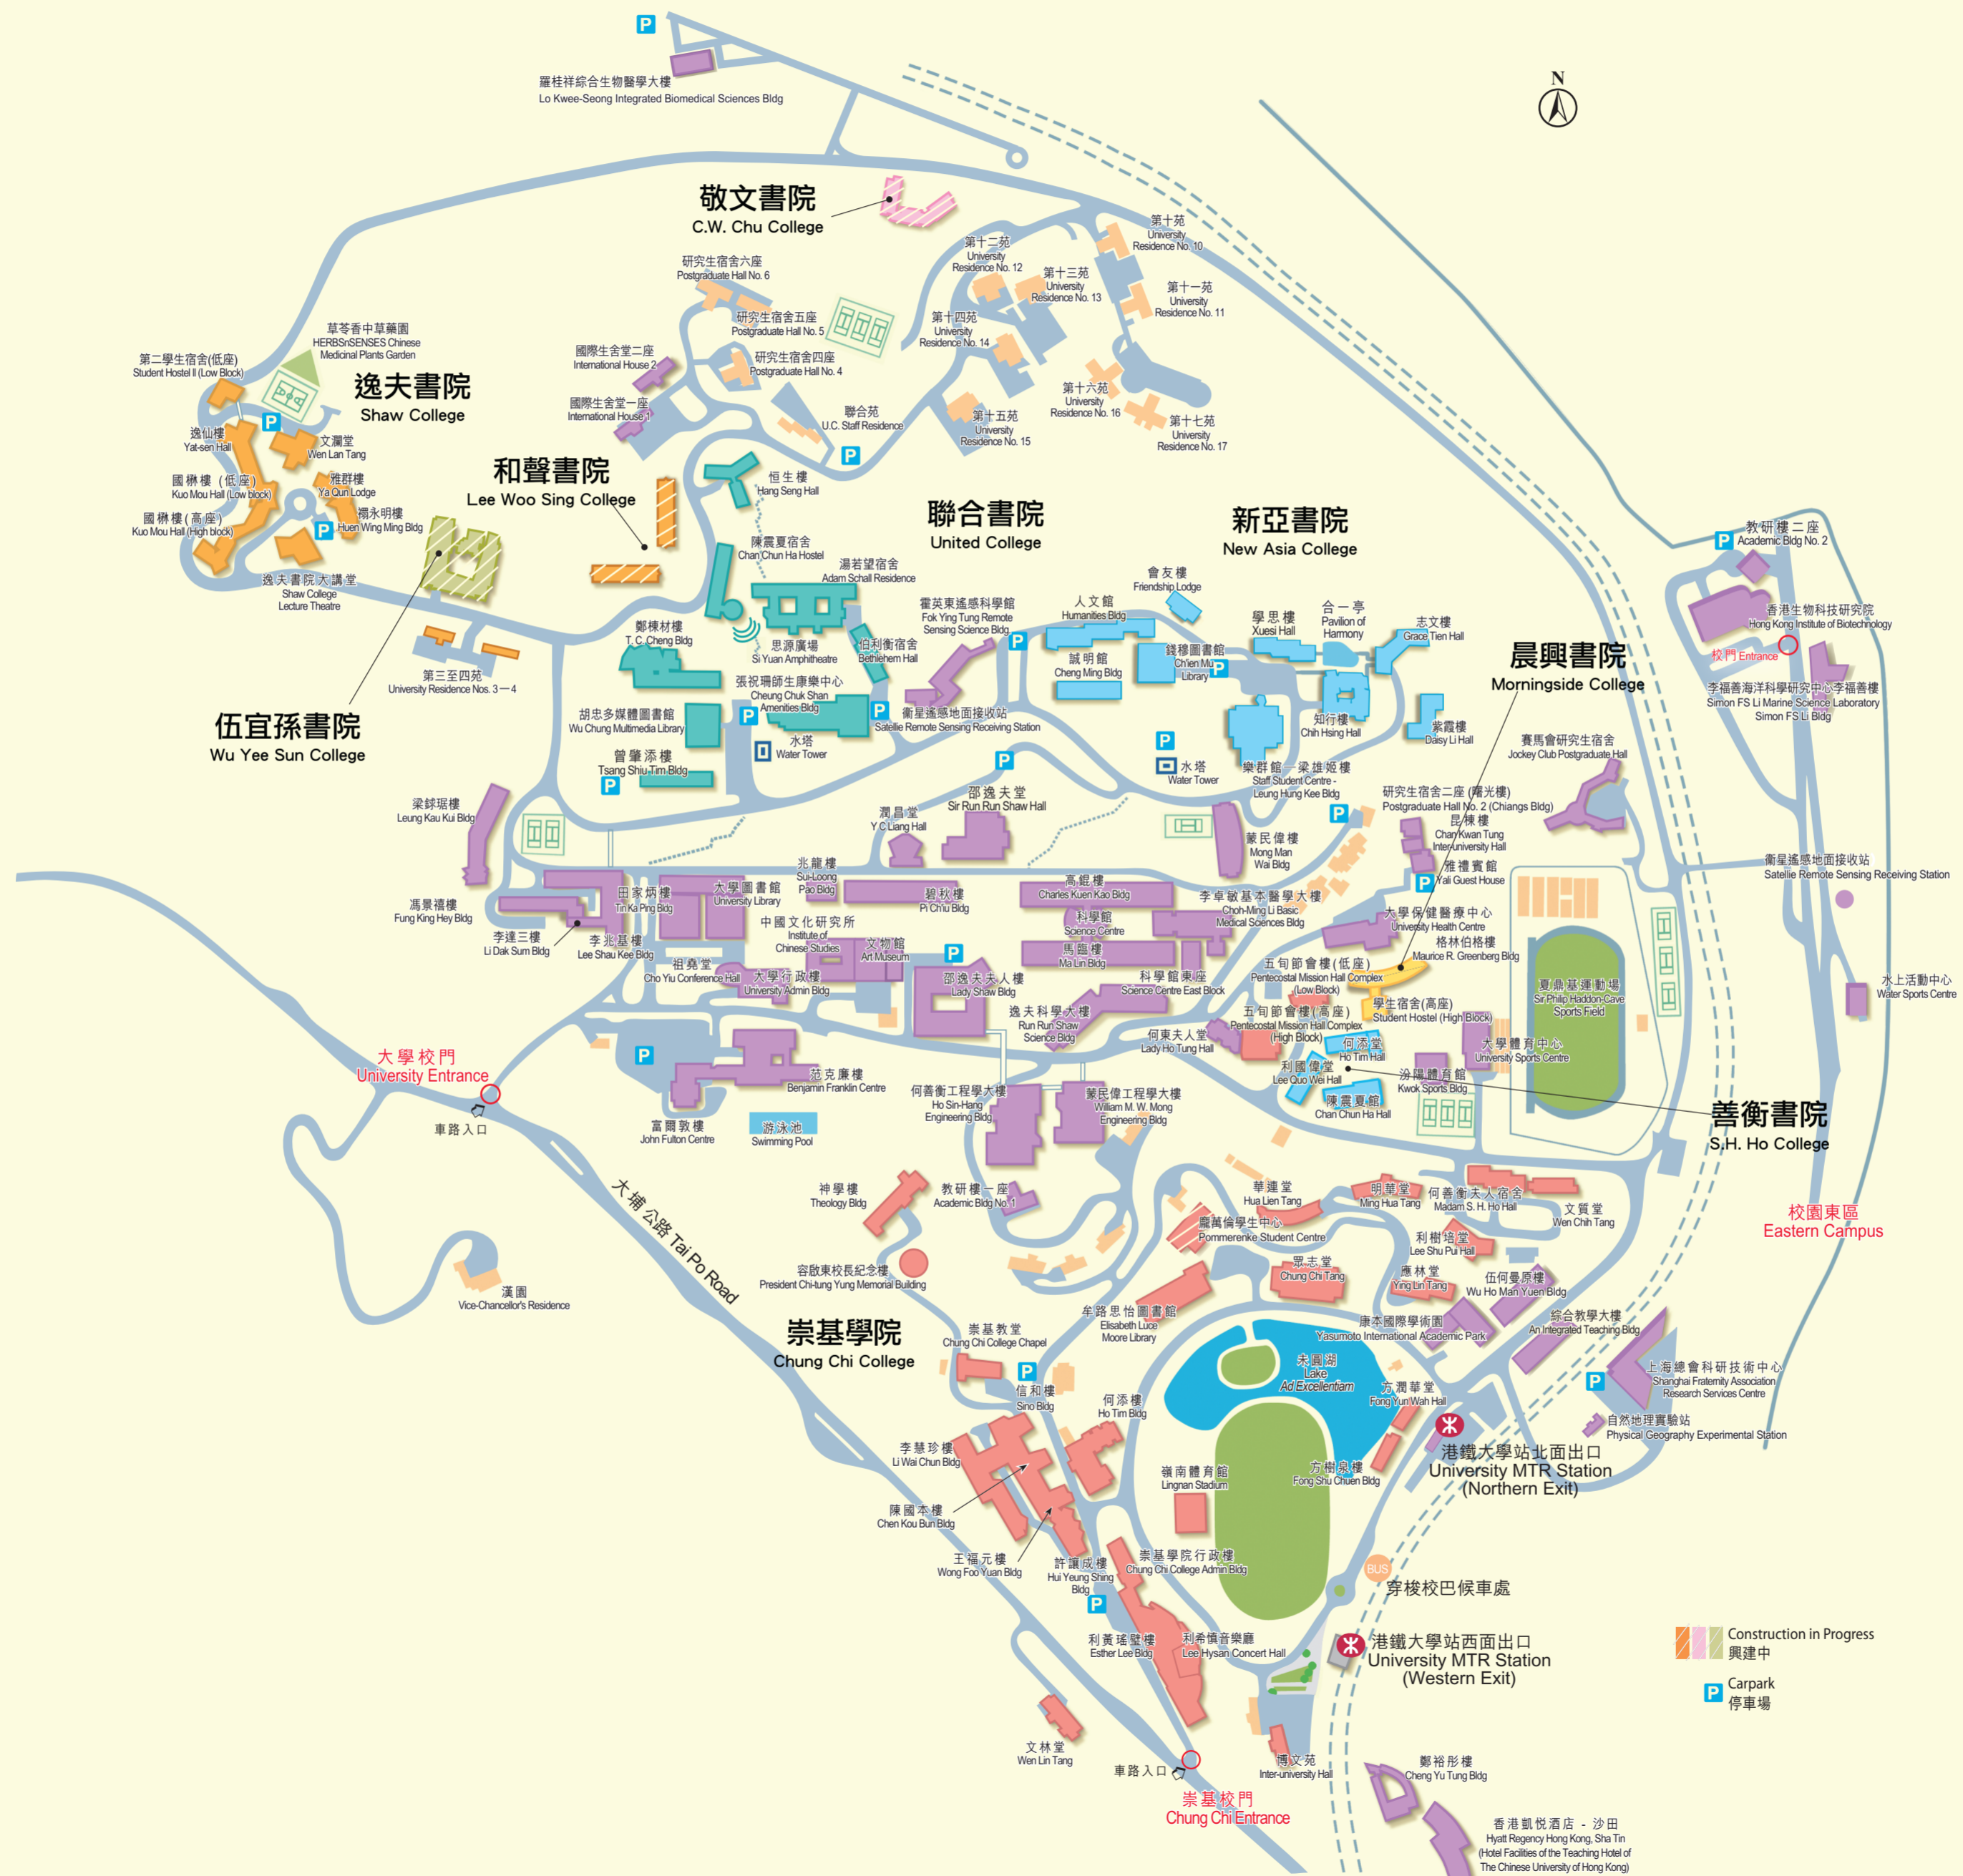 P
羅桂祥綜合生物醫學大樓
Lo Kwee-Seong Integrated Biomedical Sciences Bldg
N
敬文書院
C.W. Chu College
第十苑
University
Residence No. 10
第十二苑
University
Residence No. 12
第十三苑
University
Residence No. 13
第十一苑
University
Residence No. 11
研究生宿舍六座
Postgraduate Hall No. 6
研究生宿舍五座
Postgraduate Hall No. 5
第十四苑
University
Residence No. 14
研究生宿舍四座
Postgraduate Hall No. 4
國際生舍堂二座
International House 2
國際生舍堂一座
International House 1
聯合苑
U.C. Staff Residence
P
第十五苑
University
Residence No. 15
第十六苑
University
Residence No. 16
第十七苑
University
Residence No. 17
草苓香中草藥園
HERBSnSENSES Chinese
Medicinal Plants Garden
第二學生宿舍(低座)
Student Hostel II (Low Block)
逸夫書院
Shaw College
P
逸仙樓
Yat-sen Hall
文瀾堂
Wen Lan Tang
國楙樓 (低座)
Kuo Mou Hall (Low block)
雅群樓
Ya Qun Lodge
國楙樓(高座)
Kuo Mou Hall (High block)
禤永明樓
Huen Wing Ming Bldg
P
逸夫書院大講堂
Shaw College
Lecture Theatre
和聲書院
Lee Woo Sing College
伍宜孫書院
Wu Yee Sun College
第三至四苑
University Residence Nos. 3－4
恒生樓
Hang Seng Hall
聯合書院
United College
陳震夏宿舍
Chan Chun Ha Hostel
湯若望宿舍
Adam Schall Residence
鄭棟材樓
T. C. Cheng Bldg
思源廣場
Si Yuan Amphitheatre
伯利衡宿舍
Bethlehem Hall
張祝珊師生康樂中心
Cheung Chuk Shan
Amenities Bldg
胡忠多媒體圖書館
Wu Chung Multimedia Library
P
P
水塔
Water Tower
曾肇添樓
Tsang Shiu Tim Bldg
P
霍英東遙感科學館
Fok Ying Tung Remote
Sensing Science Bldg
衞星遙感地面接收站
Satellie Remote Sensing Receiving Station
P
P
新亞書院
New Asia College
會友樓
Friendship Lodge
人文館
Humanities Bldg
誠明館
Cheng Ming Bldg
錢穆圖書館
Ch'ien Mu
Library
P
學思樓
Xuesi Hall
合一亭
Pavilion of
Harmony
志文樓
Grace Tien Hall
知行樓
Chih Hsing Hall
紫霞樓
Daisy Li Hall
P
水塔
Water Tower
樂群館－梁雄姬樓
Staff Student Centre -
Leung Hung Kee Bldg
晨興書院
Morningside College
P
教研樓二座
Academic Bldg No. 2
香港生物科技研究院
Hong Kong Institute of Biotechnology
校門 Entrance
李福善海洋科學研究中心李福善樓
Simon FS Li Marine Science Laboratory
Simon FS Li Bldg
賽馬會研究生宿舍
Jockey Club Postgraduate Hall
研究生宿舍二座 (曙光樓)
Postgraduate Hall No. 2 (Chiangs Bldg)
昆棟樓
Chan Kwan Tung
Inter-university Hall
雅禮賓館
Yali Guest House
P
P
衞星遙感地面接收站
Satellie Remote Sensing Receiving Station
水上活動中心
Water Sports Centre
梁銶琚樓
Leung Kau Kui Bldg
馮景禧樓
Fung King Hey Bldg
李達三樓
Li Dak Sum Bldg
李兆基樓
Lee Shau Kee Bldg
田家炳樓
Tin Ka Ping Bldg
大學圖書館
University Library
兆龍樓
Sui-Loong
Pao Bldg
潤昌堂
Y C Liang Hall
邵逸夫堂
Sir Run Run Shaw Hall
碧秋樓
Pi Ch'iu Bldg
中國文化研究所
Institute of
Chinese Studies
文物館
Art Museum
祖堯堂
Cho Yiu Conference Hall
大學行政樓
University Admin Bldg
P
邵逸夫夫人樓
Lady Shaw Bldg
高錕樓
Charles Kuen Kao Bldg
科學館
Science Centre
馬臨樓
Ma Lin Bldg
科學館東座
Science Centre East Block
蒙民偉樓
Mong Man
Wai Bldg
李卓敏基本醫學大樓
Choh-Ming Li Basic
Medical Sciences Bldg
大學保健醫療中心
University Health Centre
格林伯格樓
Maurice R. Greenberg Bldg
五旬節會樓(低座)
Pentecostal Mission Hall Complex
(Low Block)
五旬節會樓(高座)
Pentecostal Mission Hall Complex
(High Block)
學生宿舍(高座)
Student Hostel (High Block)
何東夫人堂
Lady Ho Tung Hall
何添堂
Ho Tim Hall
利國偉堂
Lee Quo Wei Hall
陳震夏館
Chan Chun Ha Hall
大學體育中心
University Sports Centre
汾陽體育館
Kwok Sports Bldg
夏鼎基運動場
Sir Philip Haddon-Cave
Sports Field
善衡書院
S.H. Ho College
逸夫科學大樓
Run Run Shaw
Science Bldg
大學校門
University Entrance
車路入口
P
范克廉樓
Benjamin Franklin Centre
富爾敦樓
John Fulton Centre
游泳池
Swimming Pool
何善衡工程學大樓
Ho Sin-Hang
Engineering Bldg
蒙民偉工程學大樓
William M. W. Mong
Engineering Bldg
教研樓一座
Academic Bldg No. 1
神學樓
Theology Bldg
容啟東校長紀念樓
President Chi-tung Yung Memorial Building
大埔公路 Tai Po Road
漢園
Vice-Chancellor's Residence
華連堂
Hua Lien Tang
明華堂
Ming Hua Tang
何善衡夫人宿舍
Madam S. H. Ho Hall
文質堂
Wen Chih Tang
龐萬倫學生中心
Pommerenke Student Centre
利樹培堂
Lee Shu Pui Hall
眾志堂
Chung Chi Tang
應林堂
Ying Lin Tang
伍何曼原樓
Wu Ho Man Yuen Bldg
牟路思怡圖書館
Elisabeth Luce
Moore Library
康本國際學術園
Yasumoto International Academic Park
綜合教學大樓
An Integrated Teaching Bldg
校園東區
Eastern Campus
崇基學院
Chung Chi College
崇基教堂
Chung Chi College Chapel
P
信和樓
Sino Bldg
何添樓
Ho Tim Bldg
未圓湖
Lake
Ad Excellentiam
方潤華堂
Fong Yun Wah Hall
P
上海總會科研技術中心
Shanghai Fraternity Association
Research Services Centre
自然地理實驗站
Physical Geography Experimental Station
李慧珍樓
Li Wai Chun Bldg
陳國本樓
Chen Kou Bun Bldg
王福元樓
Wong Foo Yuan Bldg
許讓成樓
Hui Yeung Shing
Bldg
P
嶺南體育館
Lingnan Stadium
方樹泉樓
Fong Shu Chuen Bldg
港鐵大學站北面出口
University MTR Station
(Northern Exit)
崇基學院行政樓
Chung Chi College Admin Bldg
BUS
穿梭校巴候車處
利黃瑤璧樓
Esther Lee Bldg
利希慎音樂廳
Lee Hysan Concert Hall
港鐵大學站西面出口
University MTR Station
(Western Exit)
Construction in Progress
興建中
P
Carpark
停車場
文林堂
Wen Lin Tang
車路入口
崇基校門
Chung Chi Entrance
博文苑
Inter-university Hall
鄭裕彤樓
Cheng Yu Tung Bldg
香港凱悅酒店 - 沙田
Hyatt Regency Hong Kong, Sha Tin
(Hotel Facilities of the Teaching Hotel of
The Chinese University of Hong Kong)